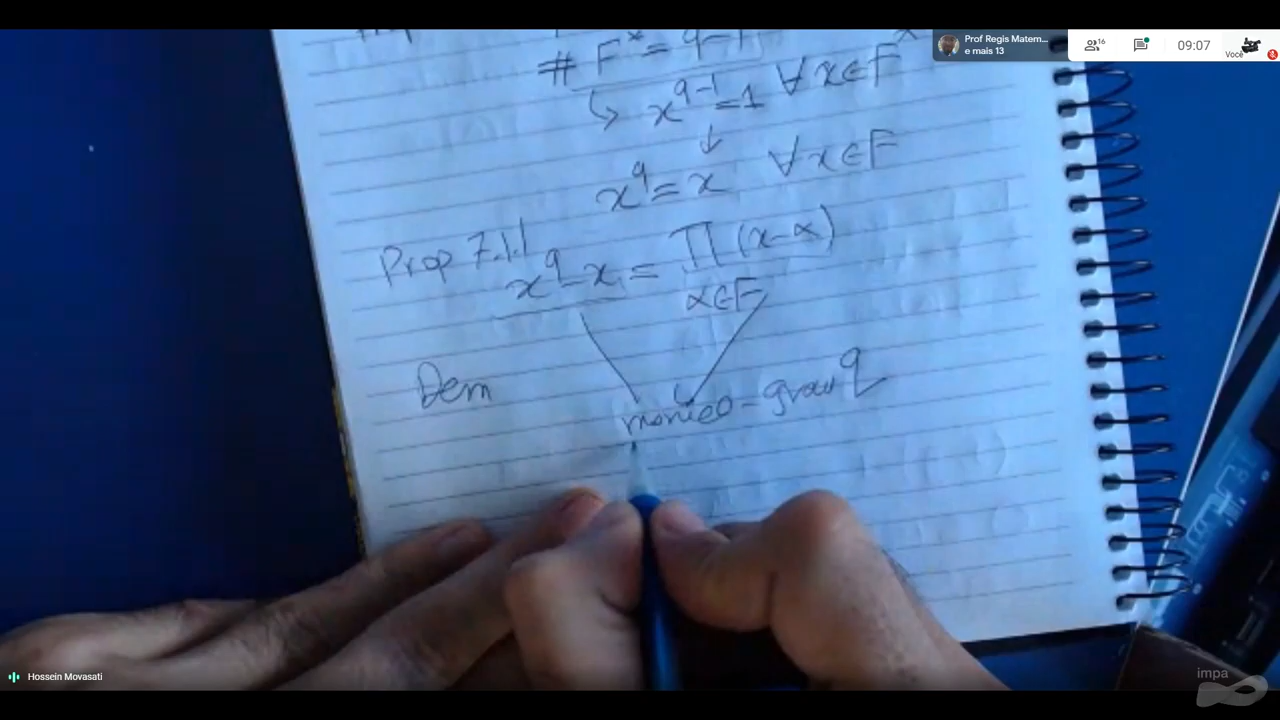 Prof Regis Matem...
e mais 13
16
09:07
Você
# F* = q-1
↳ x^{q-1} = 1 ∀ x∈F^x
↓
x^q = x ∀ x∈F
Prop 7.1.1
x^q - x = ∏ (x-α)
α∈F
Dem
monico - grau q
Hossein Movasati
impa